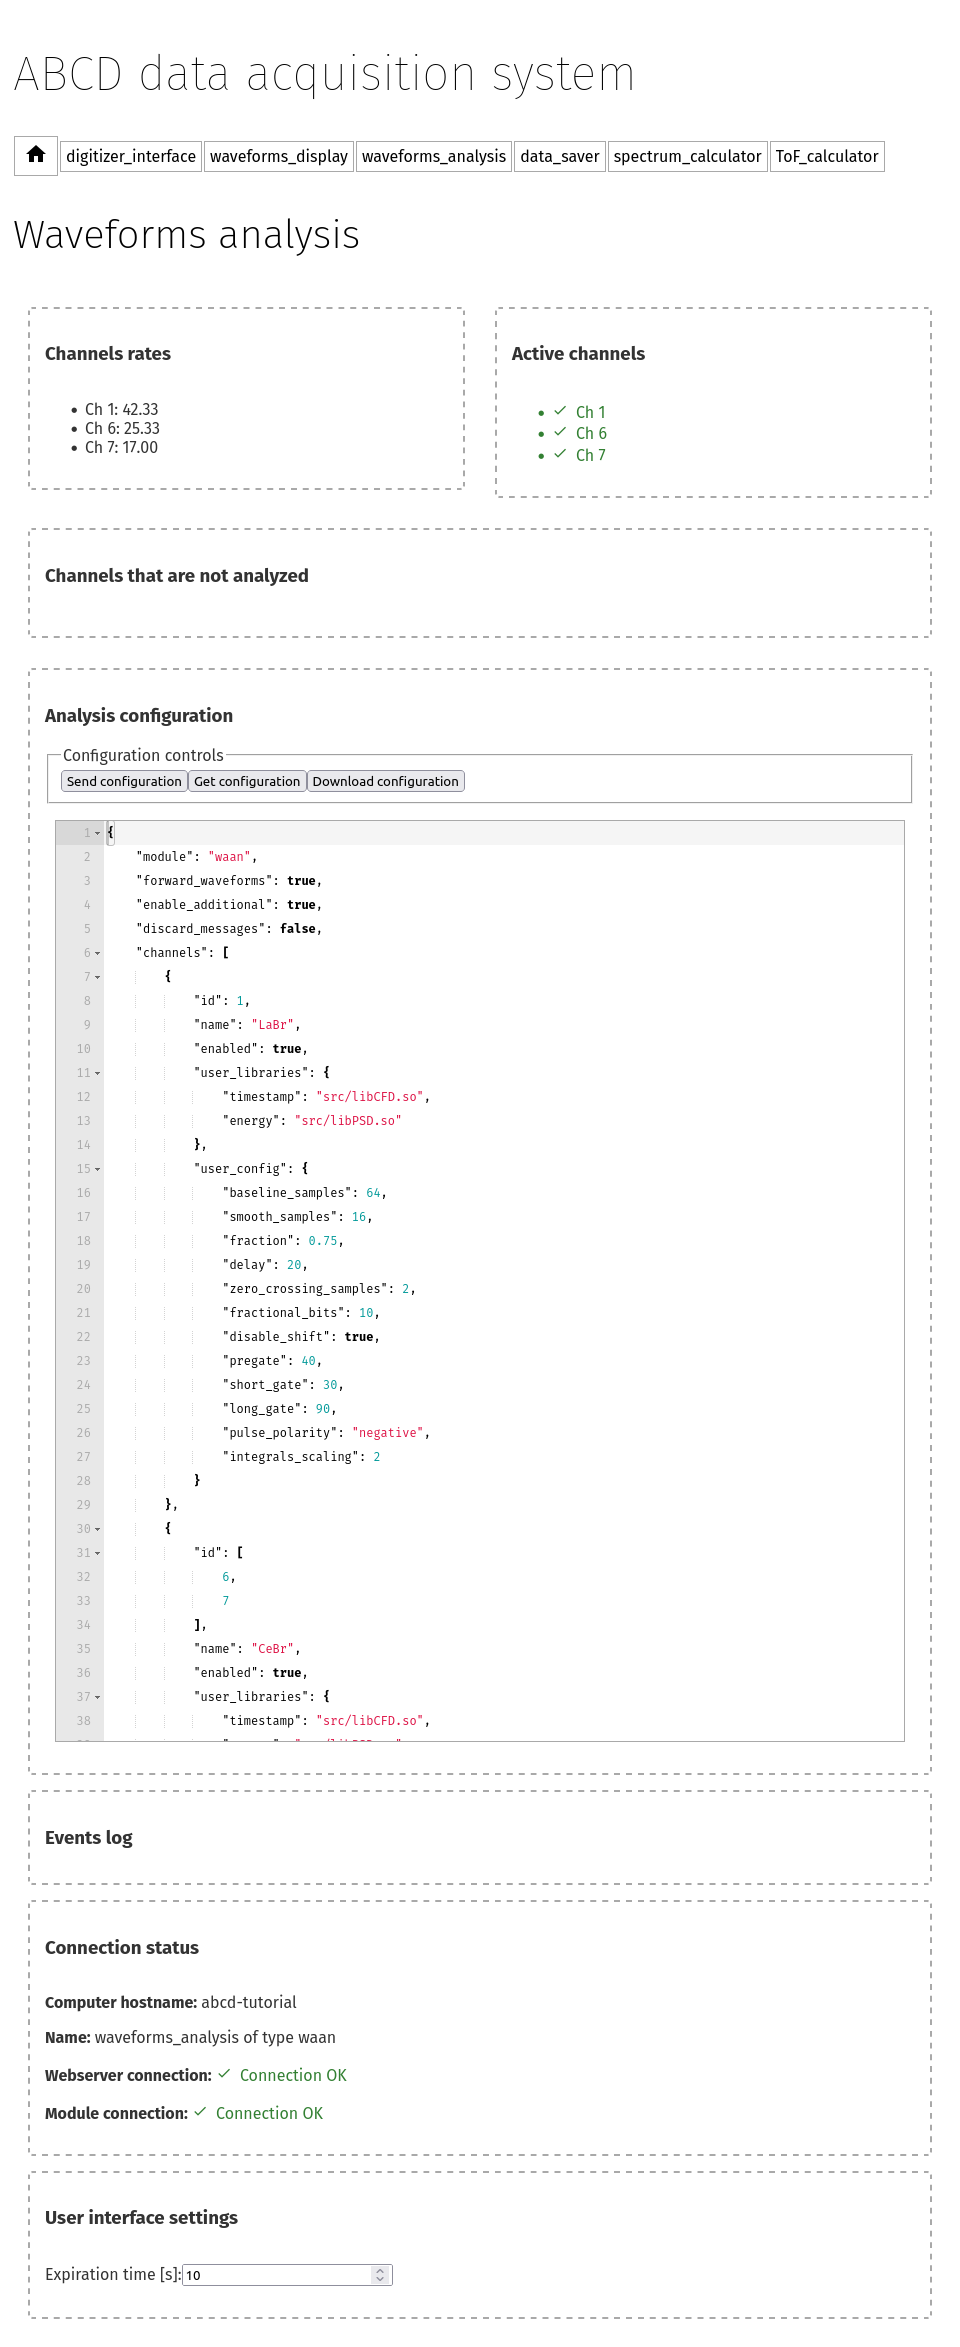 ABCD data acquisition system
digitizer_interface waveforms_display waveforms_analysis data_saver spectrum_calculator ToF_calculator
Waveforms analysis
Channels rates
• Ch 1: 42.33
• Ch 6: 25.33
• Ch 7: 17.00
Active channels
• ✓ Ch 1
• ✓ Ch 6
• ✓ Ch 7
Channels that are not analyzed
Analysis configuration
Configuration controls
Send configuration Get configuration Download configuration
1 {
2 "module": "waan",
3 "forward_waveforms": true,
4 "enable_additional": true,
5 "discard_messages": false,
6 "channels": [
7 {
8 "id": 1,
9 "name": "LaBr",
10 "enabled": true,
11 "user_libraries": {
12 "timestamp": "src/libCFD.so",
13 "energy": "src/libPSD.so"
14 },
15 "user_config": {
16 "baseline_samples": 64,
17 "smooth_samples": 16,
18 "fraction": 0.75,
19 "delay": 20,
20 "zero_crossing_samples": 2,
21 "fractional_bits": 10,
22 "disable_shift": true,
23 "pregate": 40,
24 "short_gate": 30,
25 "long_gate": 90,
26 "pulse_polarity": "negative",
27 "integrals_scaling": 2
28 }
29 },
30 {
31 "id": [
32 6,
33 7
34 ],
35 "name": "CeBr",
36 "enabled": true,
37 "user_libraries": {
38 "timestamp": "src/libCFD.so",
Events log
Connection status
Computer hostname: abcd-tutorial
Name: waveforms_analysis of type waan
Webserver connection: ✓ Connection OK
Module connection: ✓ Connection OK
User interface settings
Expiration time [s]: 10